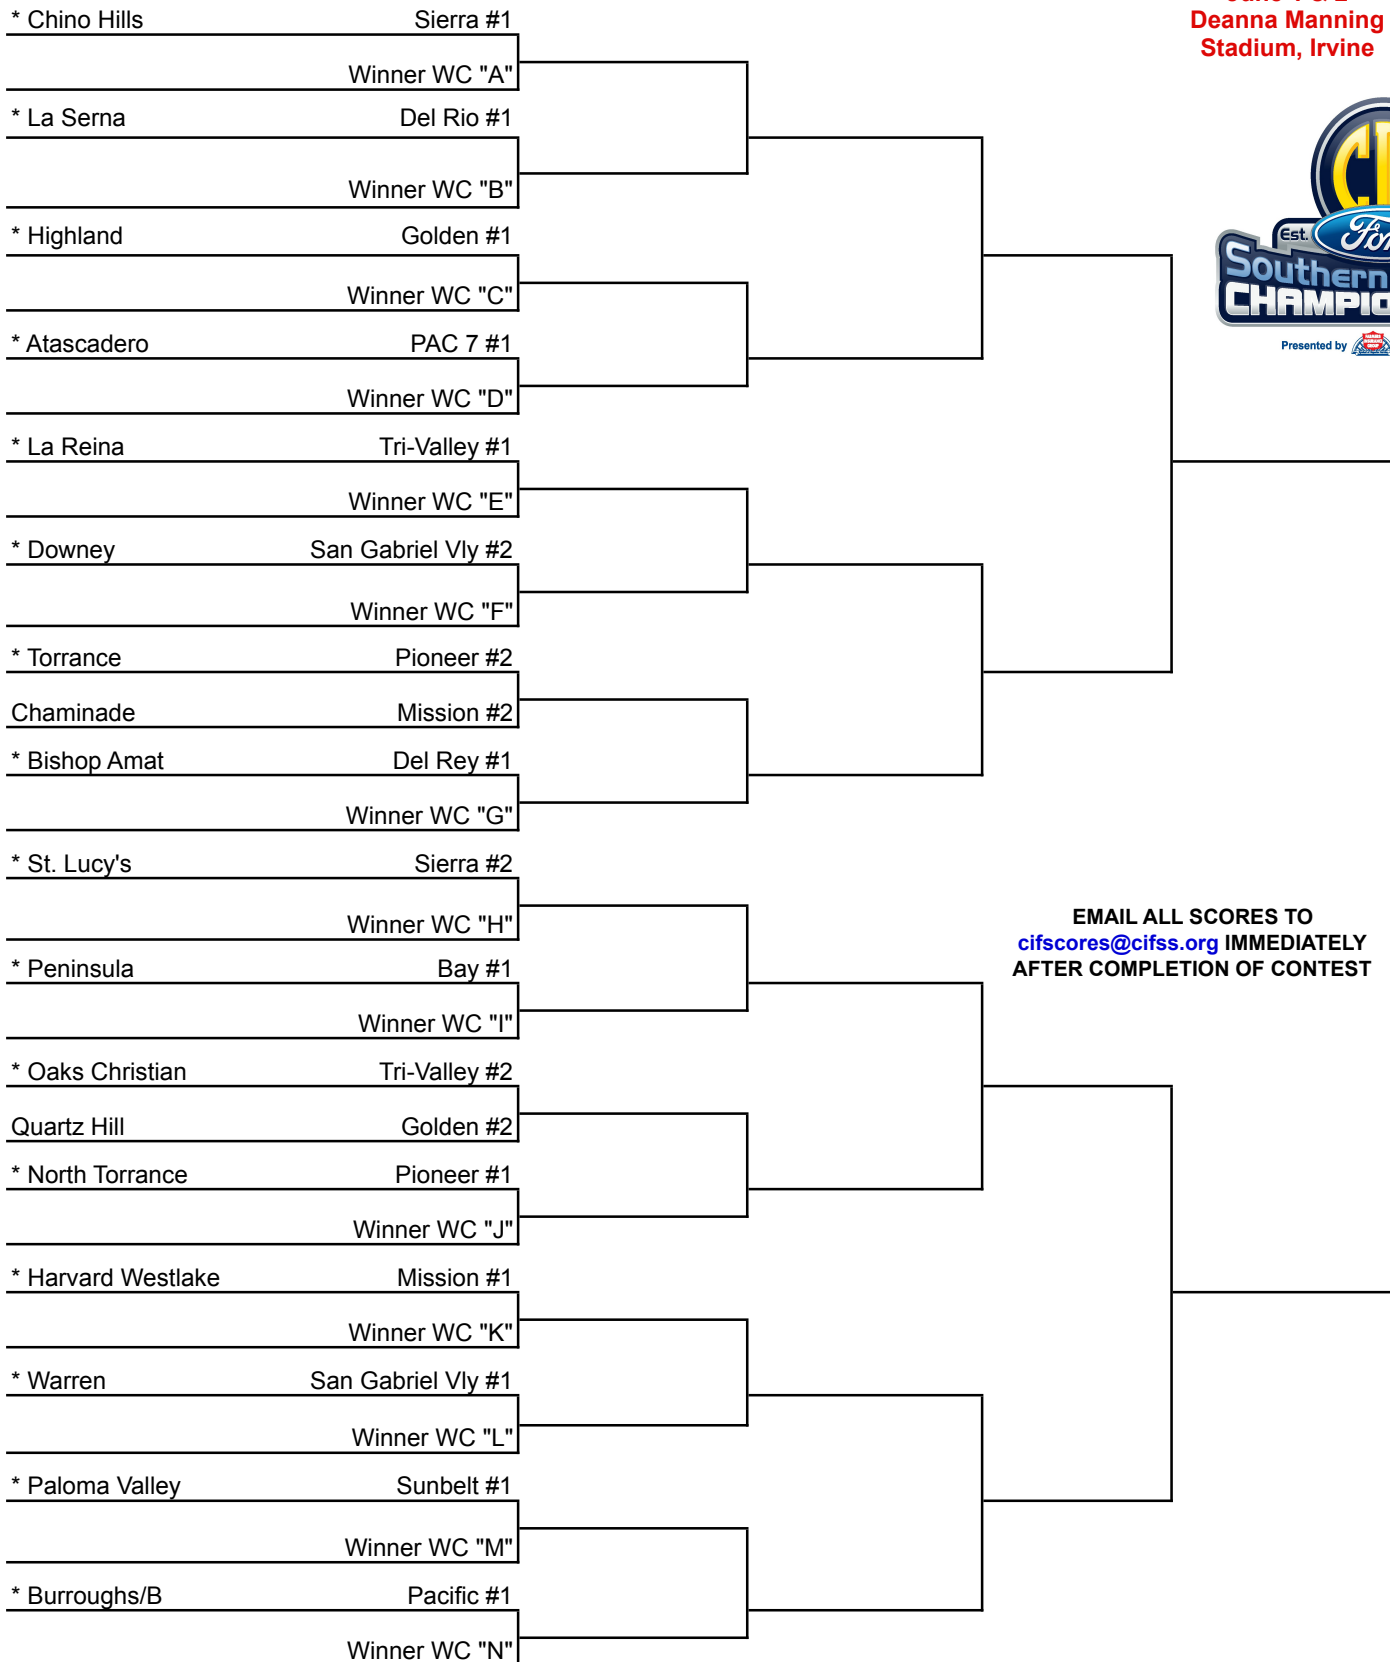 Deanna Manning
Stadium, Irvine
* Chino Hills Sierra #1
Winner WC "A"
* La Serna Del Rio #1
Winner WC "B"
* Highland Golden #1
Est.
Southern
CHAMPIO
Winner WC "C"
Presented by
* Atascadero PAC 7 #1
Winner WC "D"
* La Reina Tri-Valley #1
Winner WC "E"
* Downey San Gabriel Vly #2
Winner WC "F"
* Torrance Pioneer #2
Chaminade Mission #2
* Bishop Amat Del Rey #1
Winner WC "G"
* St. Lucy's Sierra #2
Winner WC "H"
EMAIL ALL SCORES TO
cifscores@cifss.org IMMEDIATELY
AFTER COMPLETION OF CONTEST
* Peninsula Bay #1
Winner WC "I"
* Oaks Christian Tri-Valley #2
Quartz Hill Golden #2
* North Torrance Pioneer #1
Winner WC "J"
* Harvard Westlake Mission #1
Winner WC "K"
* Warren San Gabriel Vly #1
Winner WC "L"
* Paloma Valley Sunbelt #1
Winner WC "M"
* Burroughs/B Pacific #1
Winner WC "N"